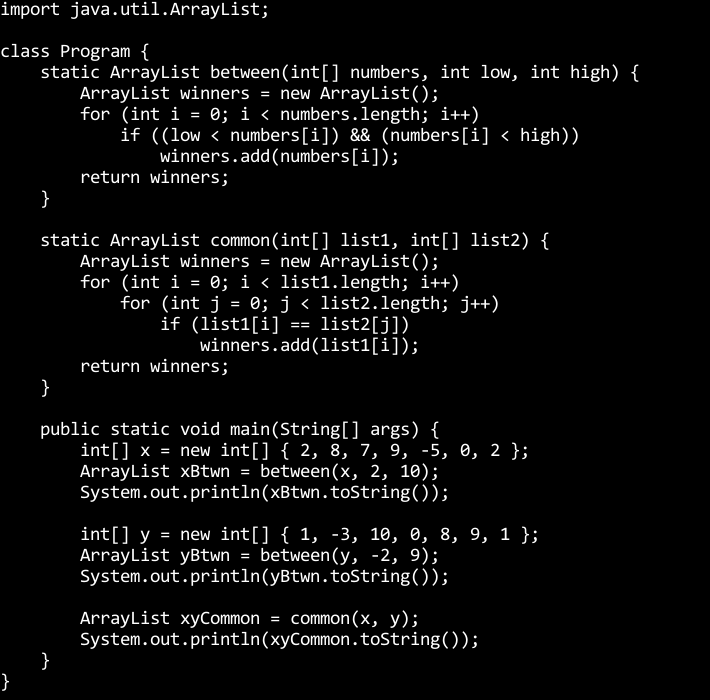 import java.util.ArrayList;

class Program {
    static ArrayList between(int[] numbers, int low, int high) {
        ArrayList winners = new ArrayList();
        for (int i = 0; i < numbers.length; i++)
            if ((low < numbers[i]) && (numbers[i] < high))
                winners.add(numbers[i]);
        return winners;
    }

    static ArrayList common(int[] list1, int[] list2) {
        ArrayList winners = new ArrayList();
        for (int i = 0; i < list1.length; i++)
            for (int j = 0; j < list2.length; j++)
                if (list1[i] == list2[j])
                    winners.add(list1[i]);
        return winners;
    }

    public static void main(String[] args) {
        int[] x = new int[] { 2, 8, 7, 9, -5, 0, 2 };
        ArrayList xBtwn = between(x, 2, 10);
        System.out.println(xBtwn.toString());

        int[] y = new int[] { 1, -3, 10, 0, 8, 9, 1 };
        ArrayList yBtwn = between(y, -2, 9);
        System.out.println(yBtwn.toString());

        ArrayList xyCommon = common(x, y);
        System.out.println(xyCommon.toString());
    }
}